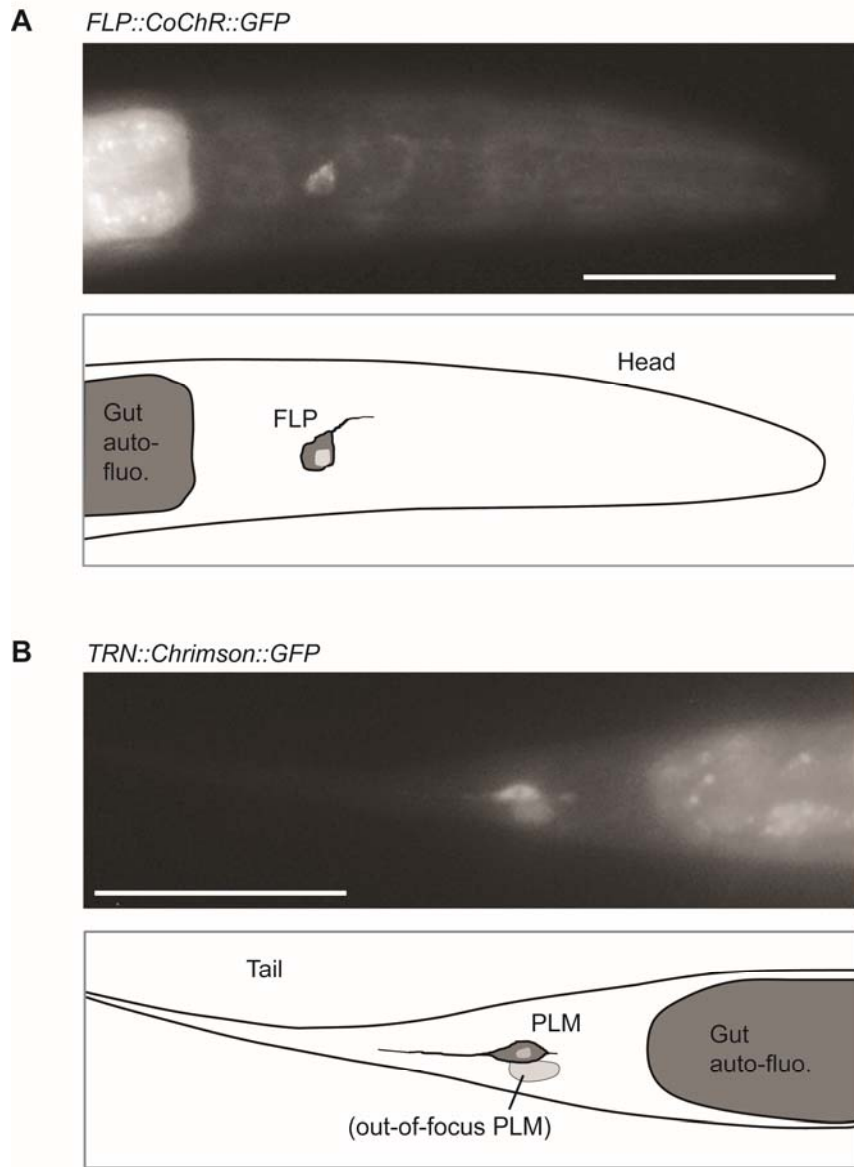 A
FLP::CoChR::GFP
Head
Gut
auto-
fluo.
FLP
B
TRN::Chrimson::GFP
Tail
PLM
Gut
auto-fluo.
(out-of-focus PLM)